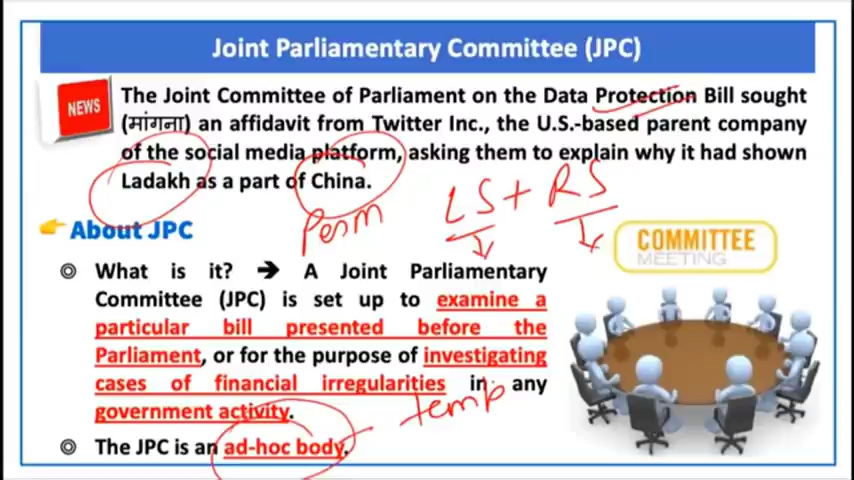 Joint Parliamentary Committee (JPC)
NEWS
The Joint Committee of Parliament on the Data Protection Bill sought
(मांगना) an affidavit from Twitter Inc., the U.S.-based parent company
of the social media platform, asking them to explain why it had shown
Ladakh as a part of China.
Perm
LS + RS
About JPC
COMMITTEE
MEETING
What is it? ➔ A Joint Parliamentary
Committee (JPC) is set up to examine a
particular bill presented before the
Parliament, or for the purpose of investigating
cases of financial irregularities in any
government activity.
temp
The JPC is an ad-hoc body.